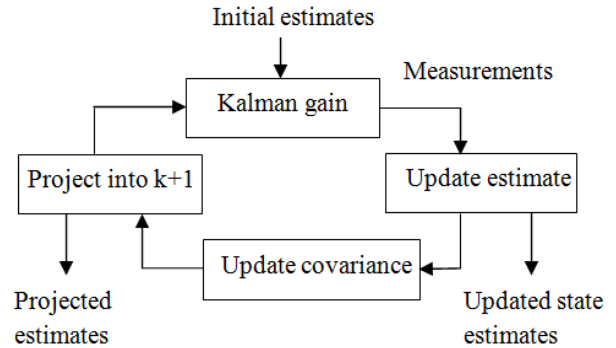 Initial estimates
Measurements
Kalman gain
Project into k+1
Update estimate
Update covariance
Projected
estimates
Updated state
estimates